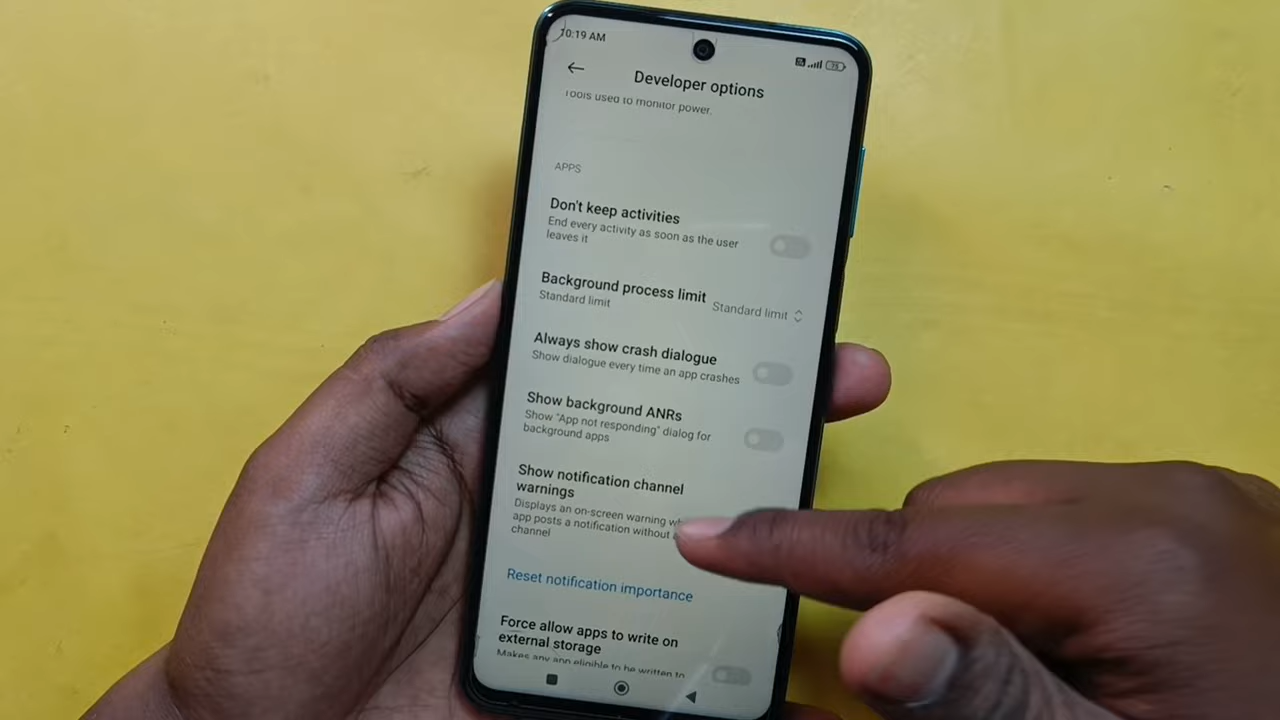 10:19 AM
75
Developer options
Tools used to monitor power.
APPS
Don't keep activities
End every activity as soon as the user
leaves it
Background process limit
Standard limit
Standard limit
Always show crash dialogue
Show dialogue every time an app crashes
Show background ANRs
Show "App not responding" dialog for
background apps
Show notification channel
warnings
Displays an on-screen warning
app posts a notification without
channel
Reset notification importance
Force allow apps to write on
external storage
Makes any app eligible to be written to